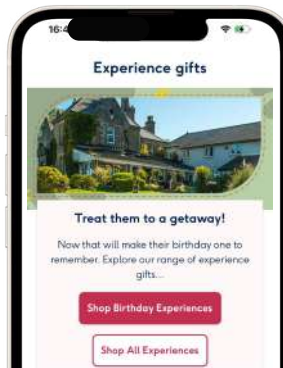 Experience gifts
Treat them to a getaway!
Now that will make their birthday one to
remember. Explore our range of experience
gifts...
Shop Birthday Experiences
Shop All Experiences